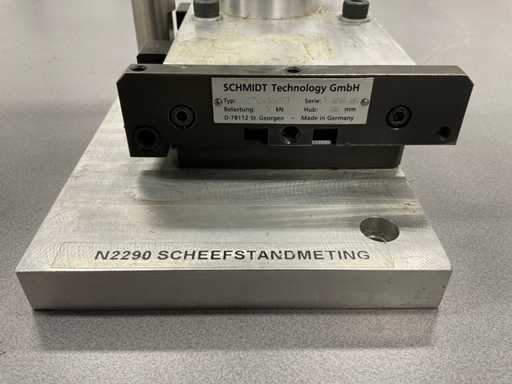 SCHMIDT Technology GmbH
Typ: Serie:
Belastung: kN Hub: mm
D-78112 St. Georgen - Made in Germany
N2290 SCHEEFSTANDMETING